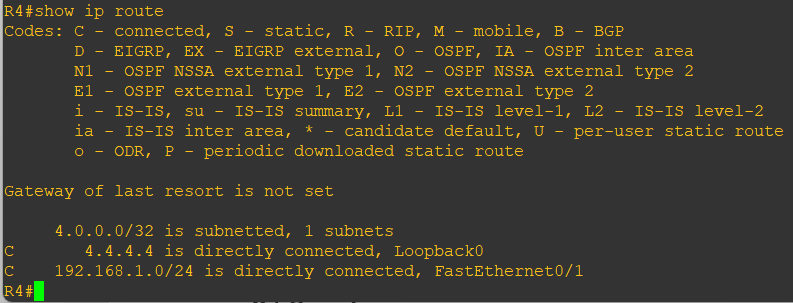 R4#show ip route
Codes: C - connected, S - static, R - RIP, M - mobile, B - BGP
       D - EIGRP, EX - EIGRP external, O - OSPF, IA - OSPF inter area
       N1 - OSPF NSSA external type 1, N2 - OSPF NSSA external type 2
       E1 - OSPF external type 1, E2 - OSPF external type 2
       i - IS-IS, su - IS-IS summary, L1 - IS-IS level-1, L2 - IS-IS level-2
       ia - IS-IS inter area, * - candidate default, U - per-user static route
       o - ODR, P - periodic downloaded static route
Gateway of last resort is not set
     4.0.0.0/32 is subnetted, 1 subnets
C       4.4.4.4 is directly connected, Loopback0
C    192.168.1.0/24 is directly connected, FastEthernet0/1
R4#